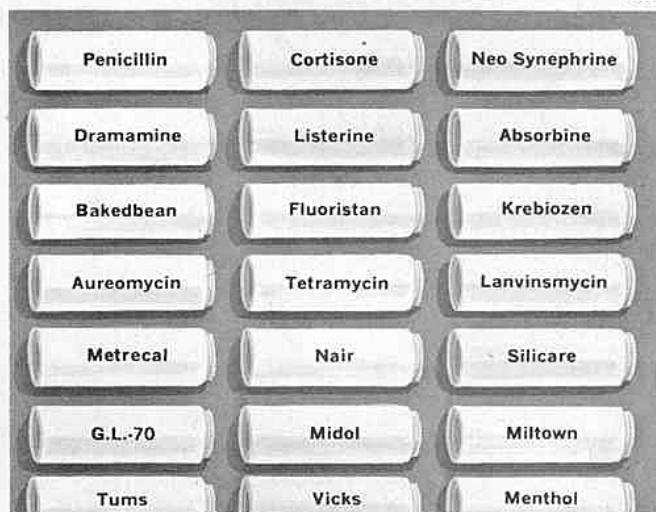 Penicillin Cortisone Neo Synephrine
Dramamine Listerine Absorbine
Bakedbean Fluoristan Krebiozen
Aureomycin Tetramycin Lanvinsmycin
Metrecal Nair Silicare
G.L.-70 Midol Miltown
Tums Vicks Menthol